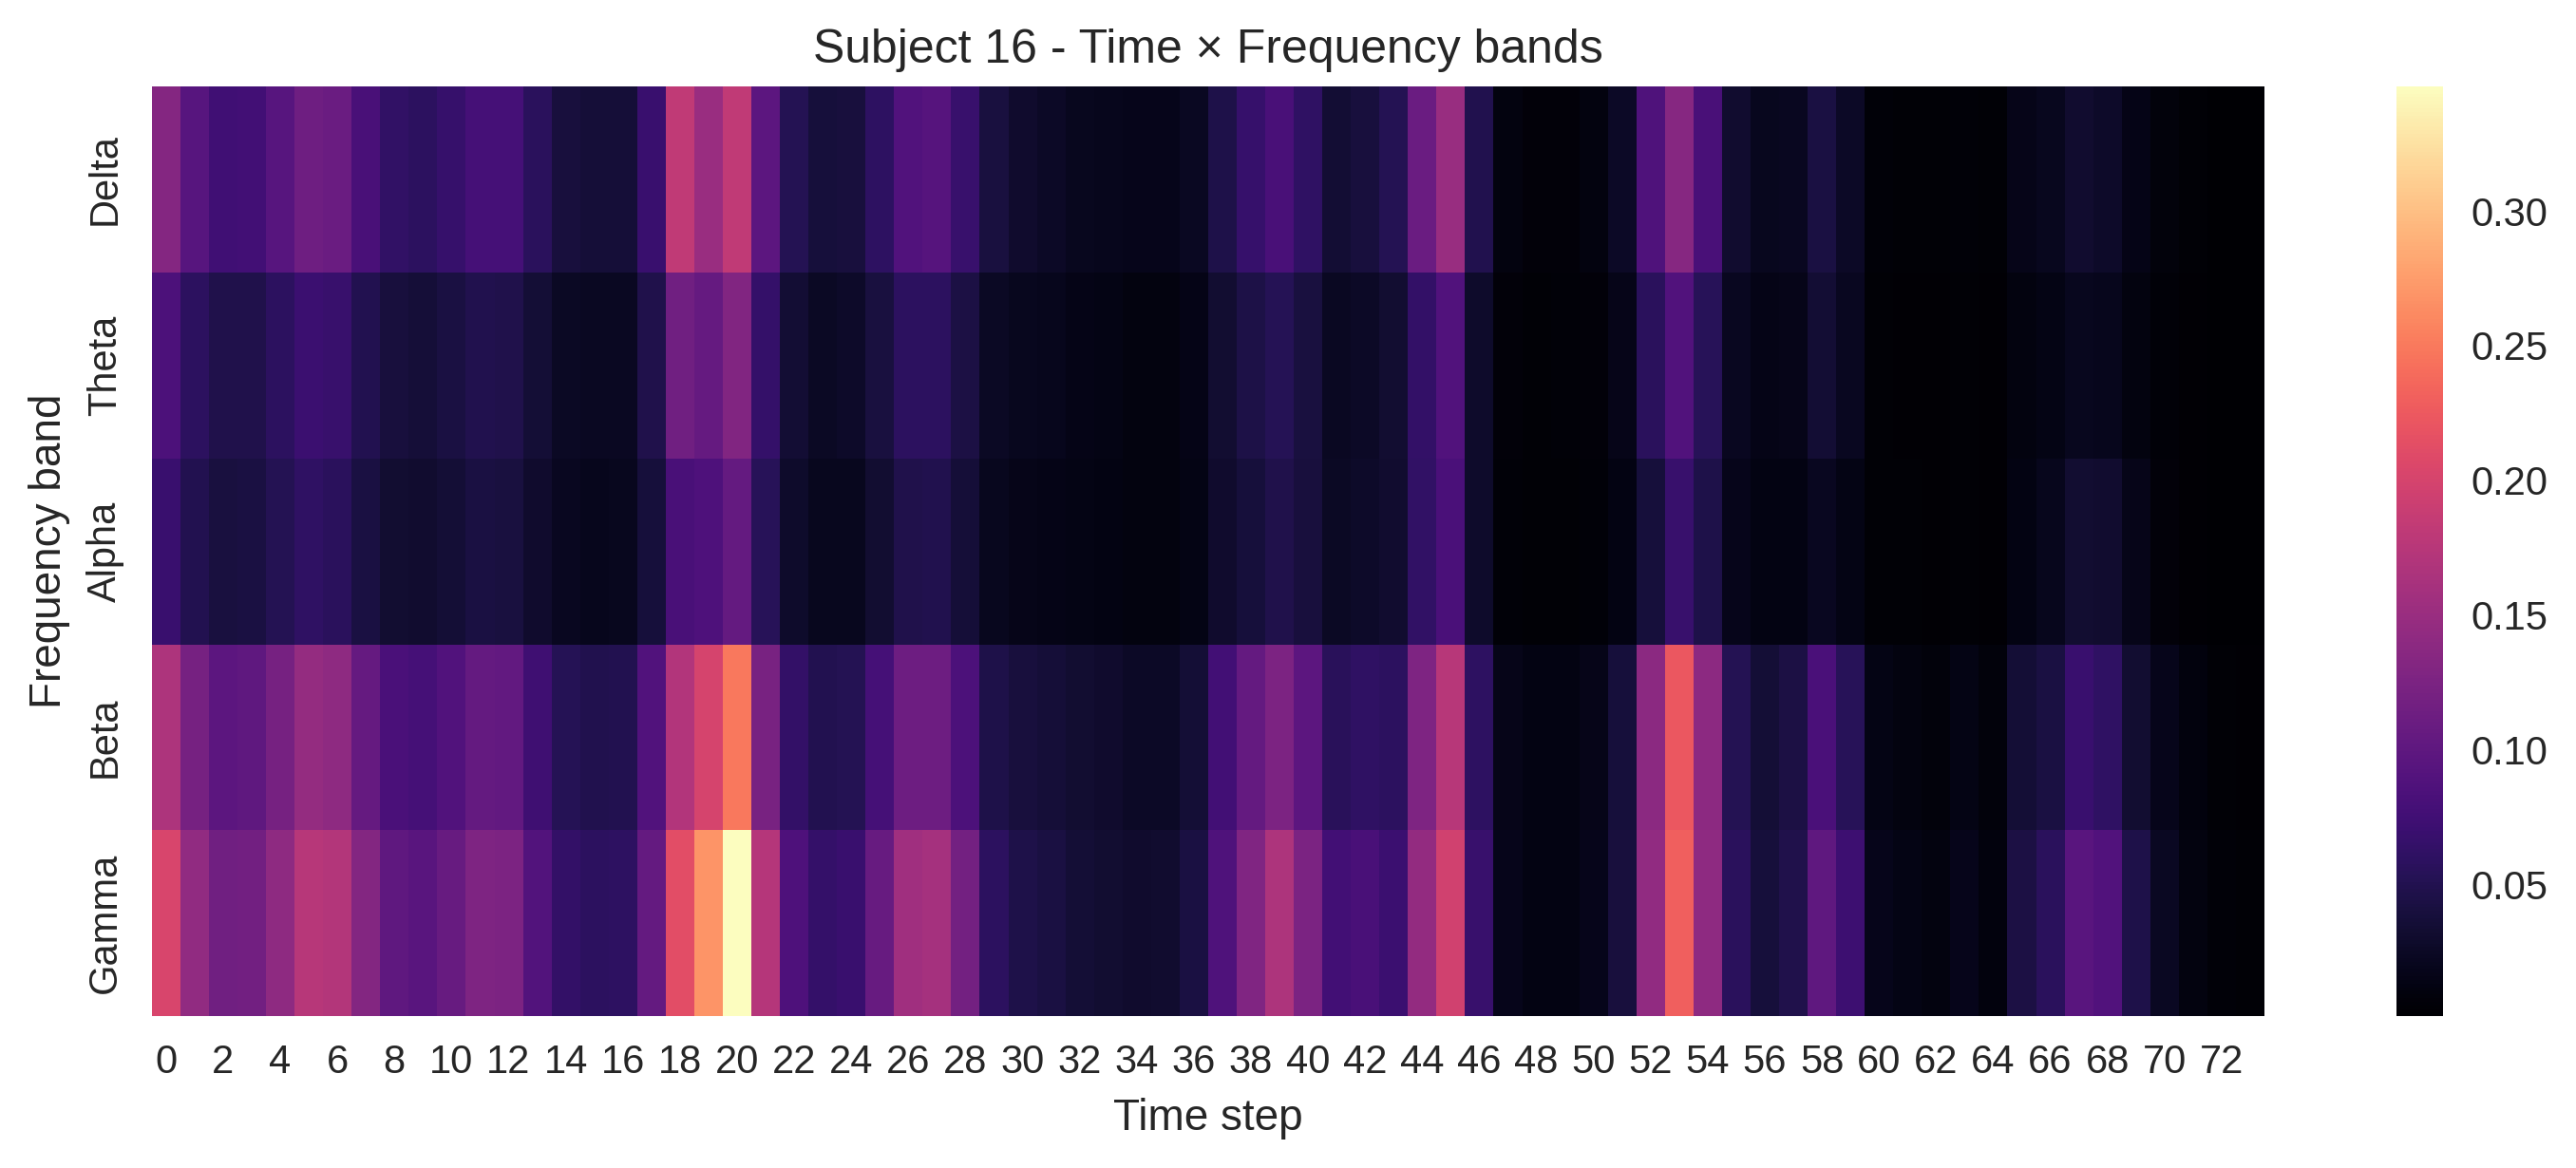 Subject 16 - Time × Frequency bands
Frequency band
Delta
Theta
Alpha
Beta
Gamma
0 2 4 6 8 10 12 14 16 18 20 22 24 26 28 30 32 34 36 38 40 42 44 46 48 50 52 54 56 58 60 62 64 66 68 70 72
Time step
0.30
0.25
0.20
0.15
0.10
0.05